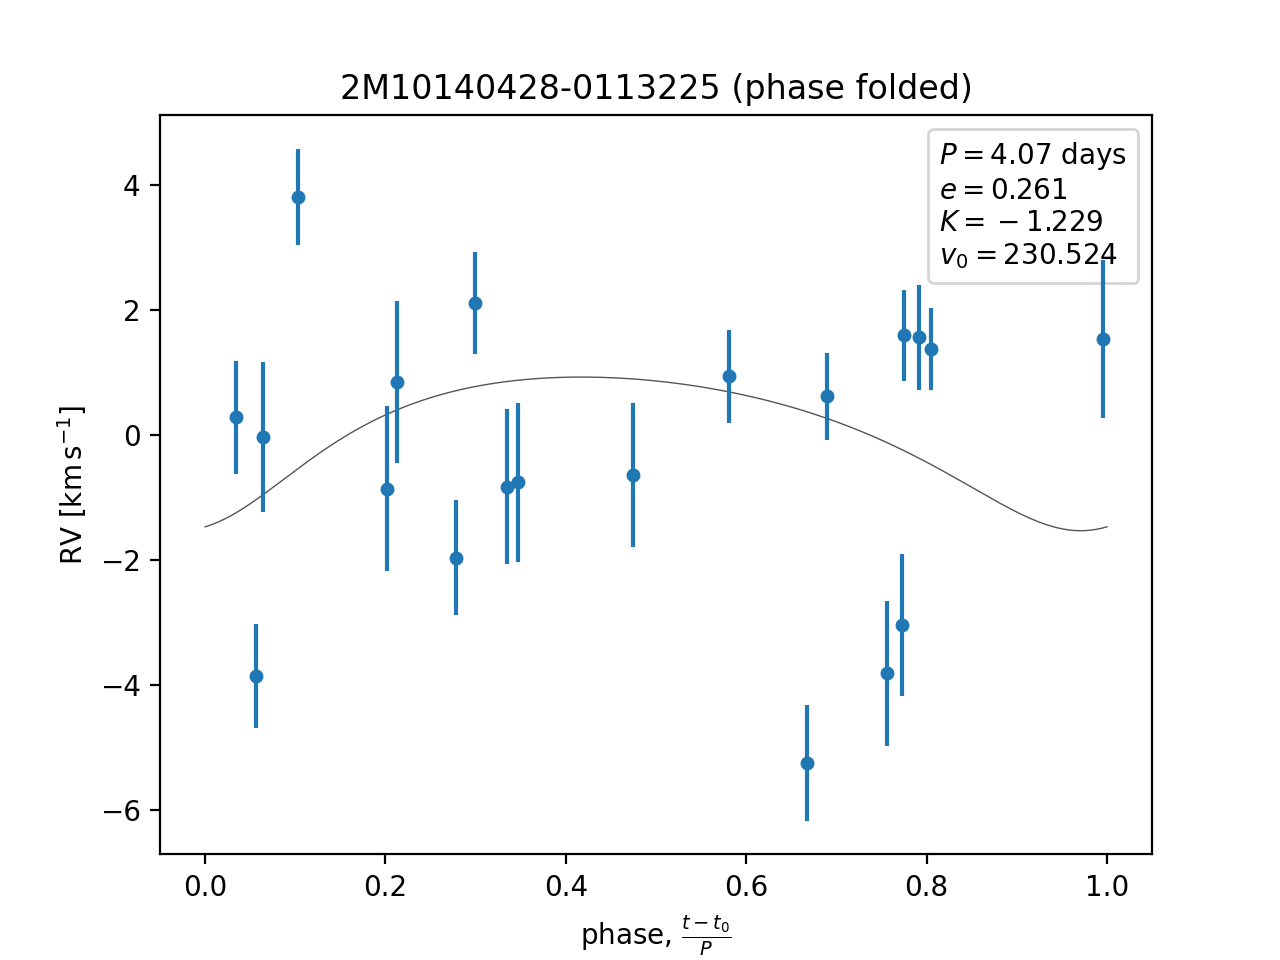 2M10140428-0113225 (phase folded)
P = 4.07 days
e = 0.261
K = −1.229
v₀ = 230.524
RV [km s⁻¹]
4
2
0
−2
−4
−6
0.0 0.2 0.4 0.6 0.8 1.0
phase, (t − t₀)/P